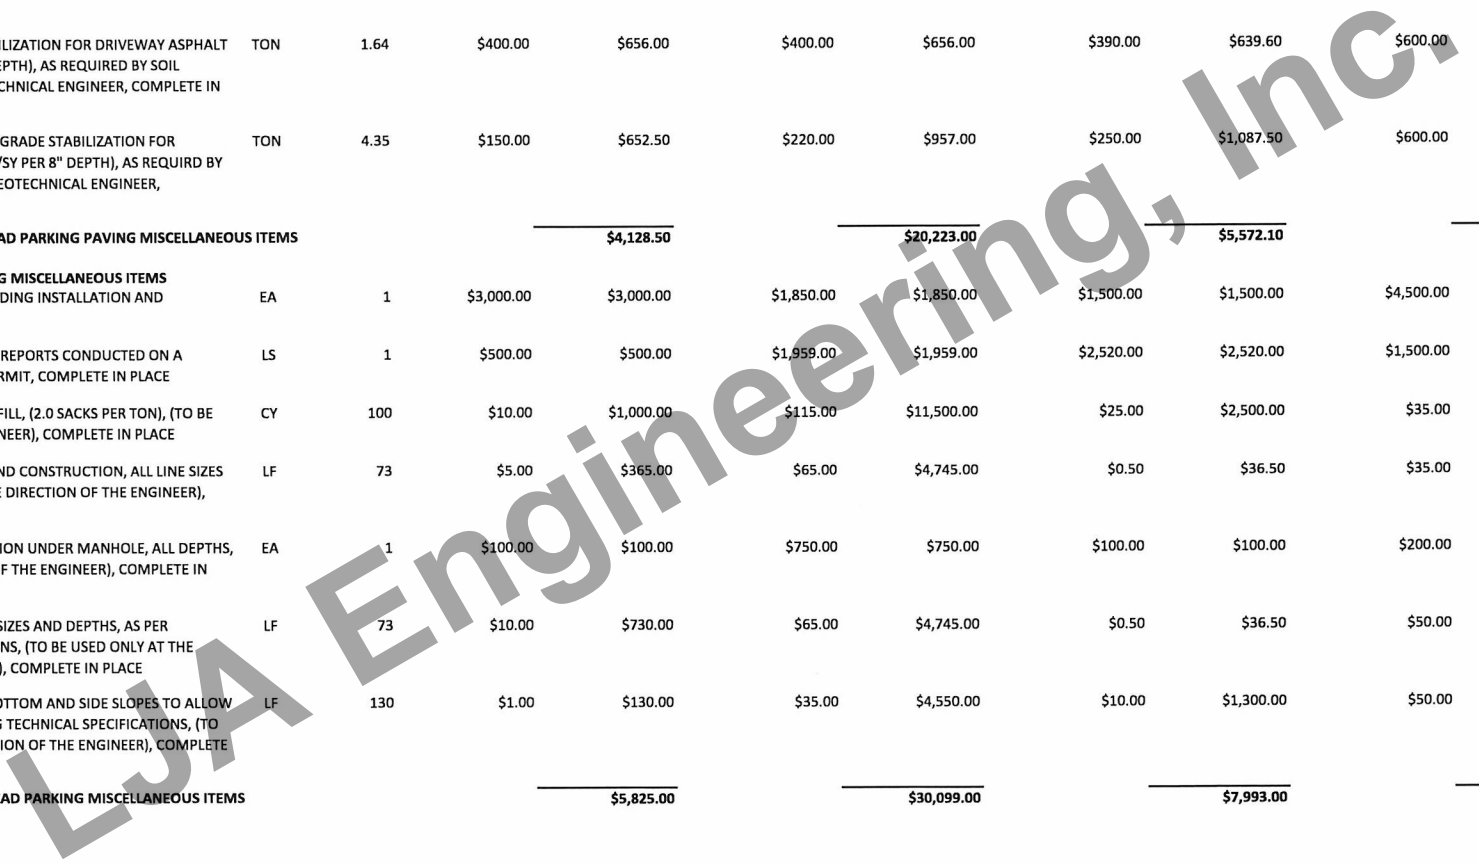 ILIZATION FOR DRIVEWAY ASPHALT TON 1.64 $400.00 $656.00 $400.00 $656.00 $390.00 $639.60 $600.00
EPTH), AS REQUIRED BY SOIL
CHNICAL ENGINEER, COMPLETE IN
GRADE STABILIZATION FOR TON 4.35 $150.00 $652.50 $220.00 $957.00 $250.00 $1,087.50 $600.00
/SY PER 8" DEPTH), AS REQUIRD BY
EOTECHNICAL ENGINEER,
AD PARKING PAVING MISCELLANEOUS ITEMS $4,128.50 $20,223.00 $5,572.10
G MISCELLANEOUS ITEMS
DING INSTALLATION AND EA 1 $3,000.00 $3,000.00 $1,850.00 $1,850.00 $1,500.00 $1,500.00 $4,500.00
REPORTS CONDUCTED ON A LS 1 $500.00 $500.00 $1,959.00 $1,959.00 $2,520.00 $2,520.00 $1,500.00
RMIT, COMPLETE IN PLACE
FILL, (2.0 SACKS PER TON), (TO BE CY 100 $10.00 $1,000.00 $115.00 $11,500.00 $25.00 $2,500.00 $35.00
NEER), COMPLETE IN PLACE
ND CONSTRUCTION, ALL LINE SIZES LF 73 $5.00 $365.00 $65.00 $4,745.00 $0.50 $36.50 $35.00
E DIRECTION OF THE ENGINEER),
ION UNDER MANHOLE, ALL DEPTHS, EA 1 $100.00 $100.00 $750.00 $750.00 $100.00 $100.00 $200.00
F THE ENGINEER), COMPLETE IN
SIZES AND DEPTHS, AS PER LF 73 $10.00 $730.00 $65.00 $4,745.00 $0.50 $36.50 $50.00
NS, (TO BE USED ONLY AT THE
), COMPLETE IN PLACE
OTTOM AND SIDE SLOPES TO ALLOW LF 130 $1.00 $130.00 $35.00 $4,550.00 $10.00 $1,300.00 $50.00
G TECHNICAL SPECIFICATIONS, (TO
ION OF THE ENGINEER), COMPLETE
AD PARKING MISCELLANEOUS ITEMS $5,825.00 $30,099.00 $7,993.00
LJA Engineering, Inc.